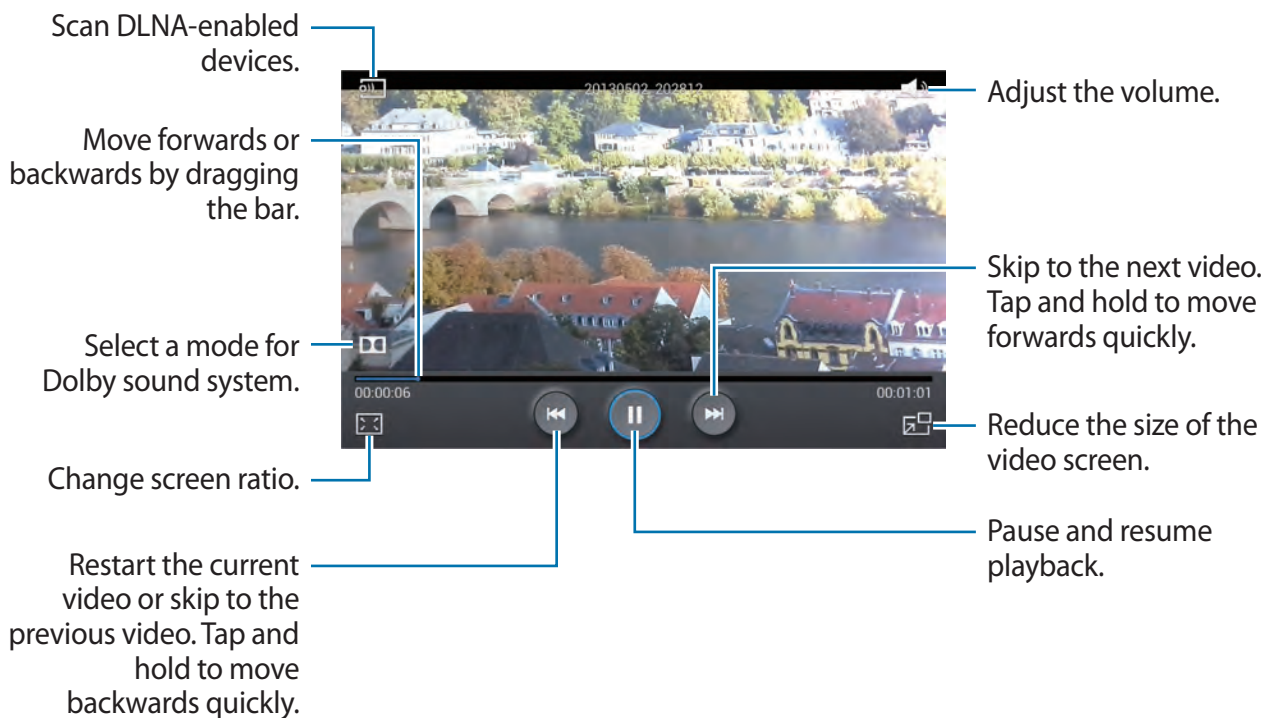 Scan DLNA-enabled
devices.
Move forwards or
backwards by dragging
the bar.
Select a mode for
Dolby sound system.
Change screen ratio.
Restart the current
video or skip to the
previous video. Tap and
hold to move
backwards quickly.
20130502_202812
00:00:06
00:01:01
Adjust the volume.
Skip to the next video.
Tap and hold to move
forwards quickly.
Reduce the size of the
video screen.
Pause and resume
playback.